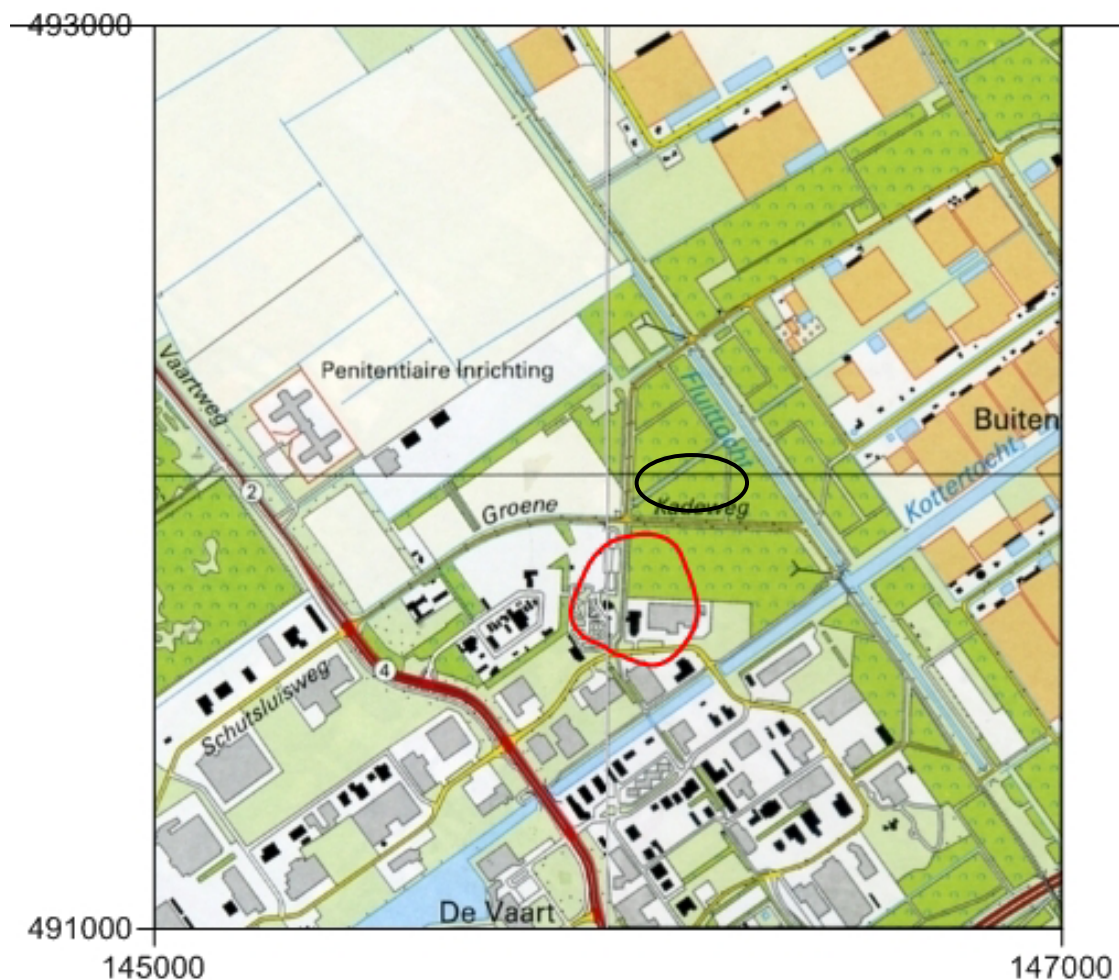 493000
Vaartweg
Penitentiaire Inrichting
Fluittocht
Buiten
Kottertocht
2
Groene
Kadeweg
4
Schutsluisweg
De Vaart
491000
145000
147000